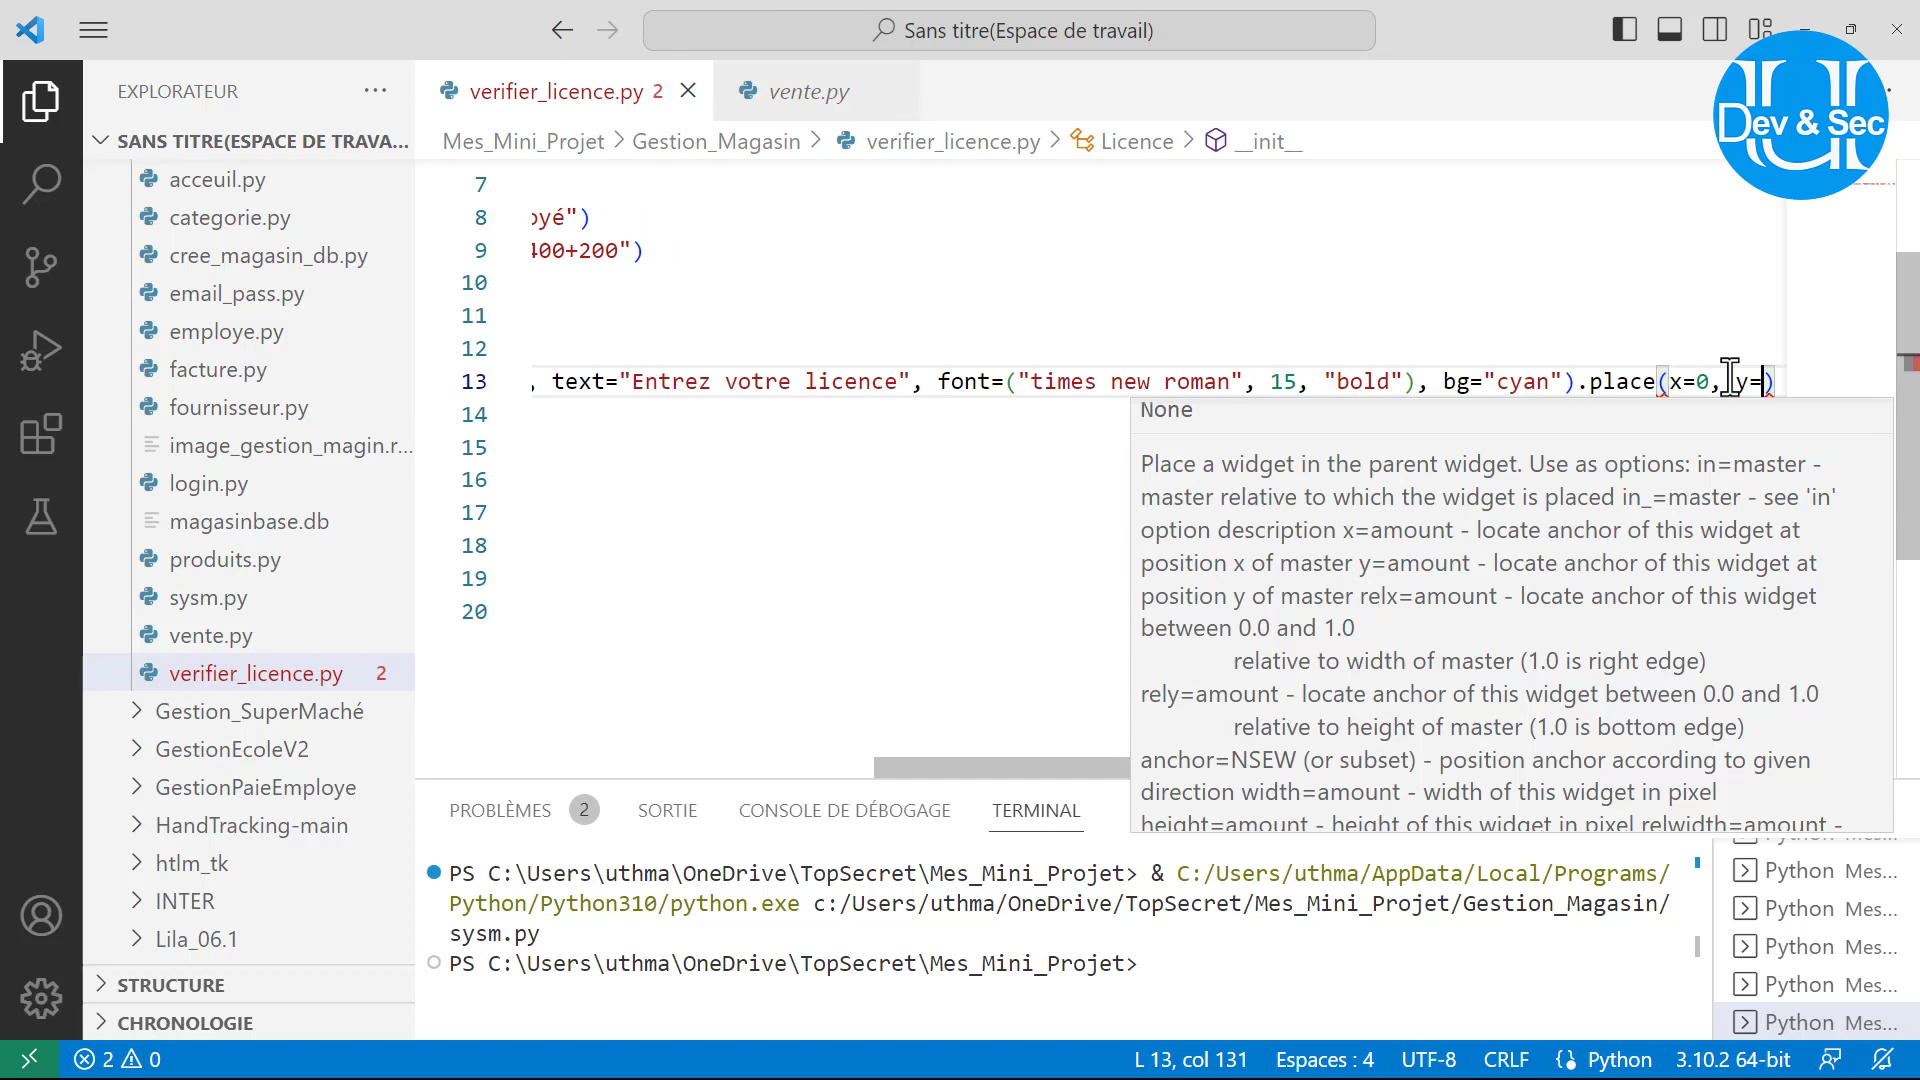 Sans titre(Espace de travail)
Dev & Sec
EXPLORATEUR
SANS TITRE(ESPACE DE TRAVA...
acceuil.py
categorie.py
cree_magasin_db.py
email_pass.py
employe.py
facture.py
fournisseur.py
image_gestion_magin.r...
login.py
magasinbase.db
produits.py
sysm.py
vente.py
verifier_licence.py 2
Gestion_SuperMaché
GestionEcoleV2
GestionPaieEmploye
HandTracking-main
htlm_tk
INTER
Lila_06.1
STRUCTURE
CHRONOLOGIE
verifier_licence.py 2
vente.py
Mes_Mini_Projet > Gestion_Magasin > verifier_licence.py > Licence > __init__
7
8 oyé")
9 400+200")
10
11
12
13 , text="Entrez votre licence", font=("times new roman", 15, "bold"), bg="cyan").place(x=0, y=)
14
15
16
17
18
19
20
None
Place a widget in the parent widget. Use as options: in=master -
master relative to which the widget is placed in_=master - see 'in'
option description x=amount - locate anchor of this widget at
position x of master y=amount - locate anchor of this widget at
position y of master relx=amount - locate anchor of this widget
between 0.0 and 1.0
relative to width of master (1.0 is right edge)
rely=amount - locate anchor of this widget between 0.0 and 1.0
relative to height of master (1.0 is bottom edge)
anchor=NSEW (or subset) - position anchor according to given
direction width=amount - width of this widget in pixel
height=amount - height of this widget in pixel relwidth=amount -
PROBLÈMES 2 SORTIE CONSOLE DE DÉBOGAGE TERMINAL
PS C:\Users\uthma\OneDrive\TopSecret\Mes_Mini_Projet> & C:/Users/uthma/AppData/Local/Programs/
Python/Python310/python.exe c:/Users/uthma/OneDrive/TopSecret/Mes_Mini_Projet/Gestion_Magasin/
sysm.py
PS C:\Users\uthma\OneDrive\TopSecret\Mes_Mini_Projet>
Python Mes...
Python Mes...
Python Mes...
Python Mes...
Python Mes...
2 0
L 13, col 131 Espaces : 4 UTF-8 CRLF Python 3.10.2 64-bit